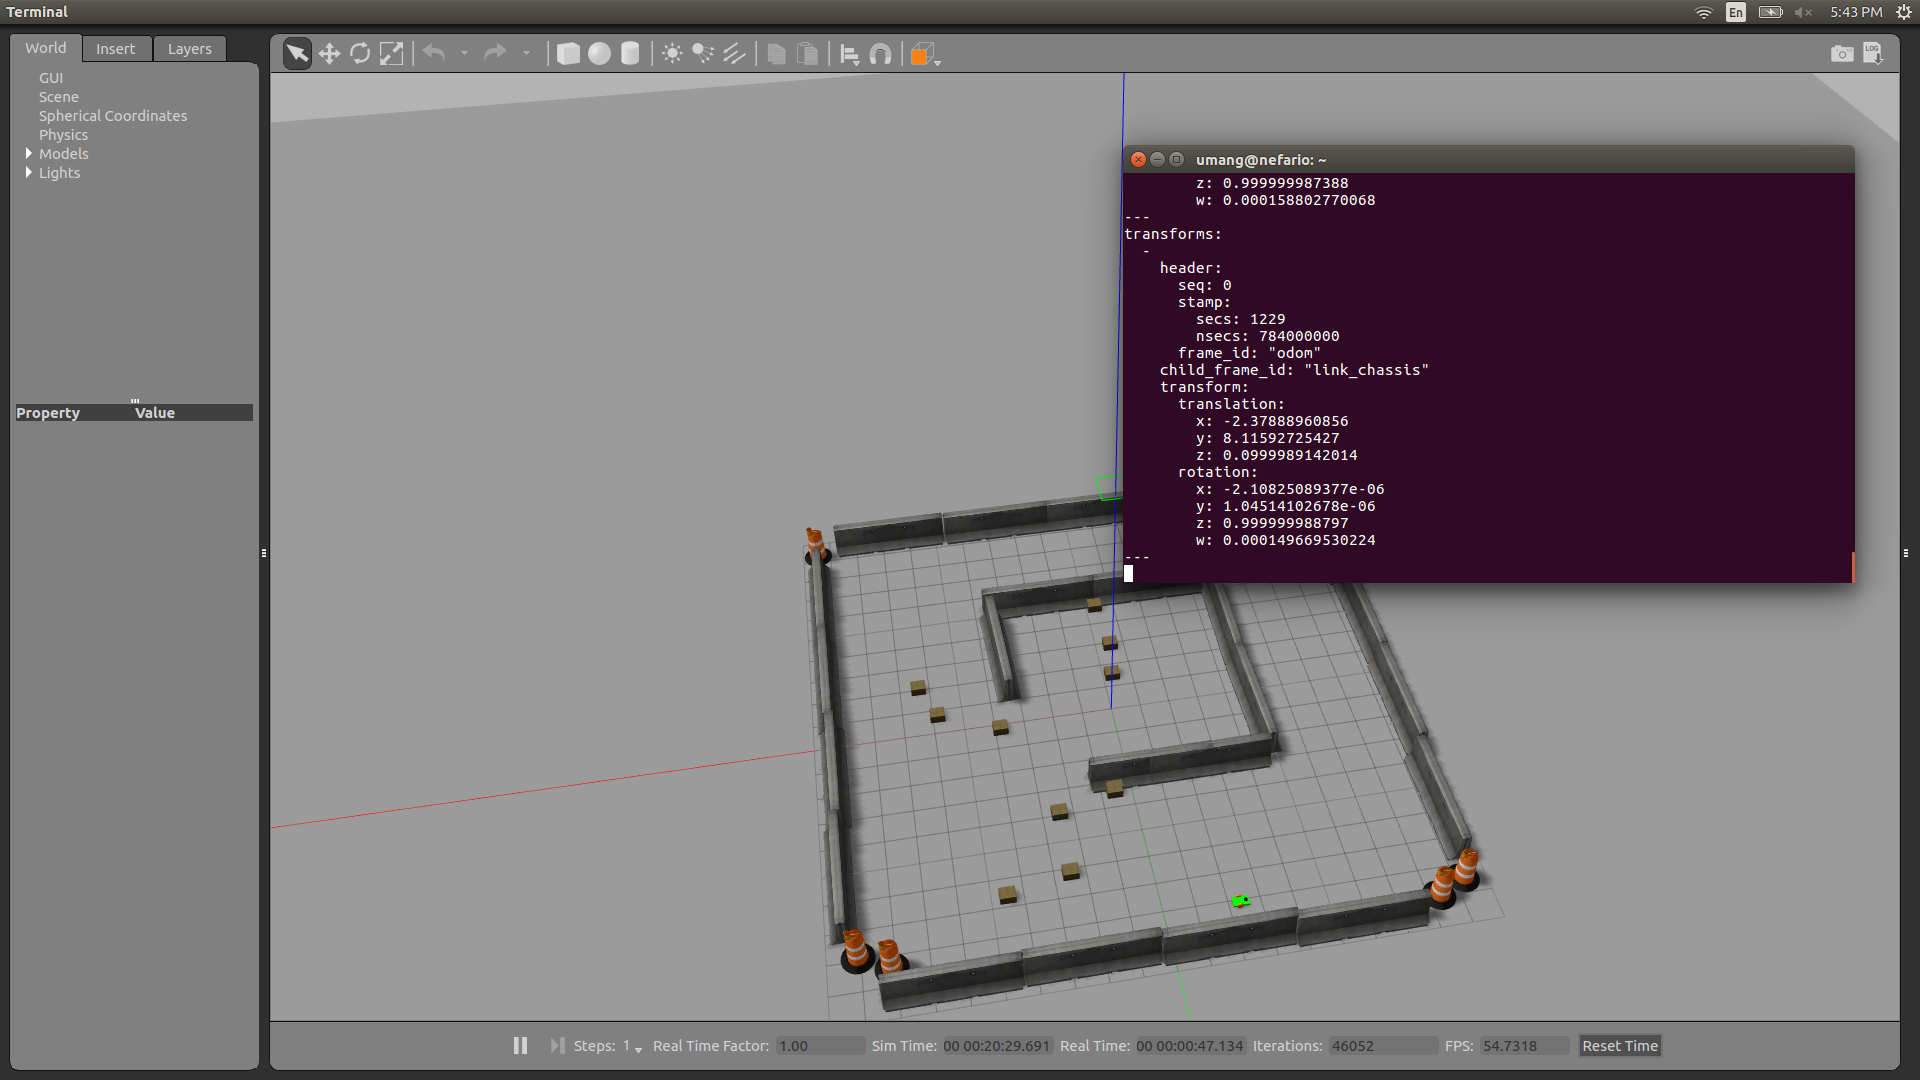 Terminal
En
5:43 PM
World
Insert
Layers
GUI
Scene
Spherical Coordinates
Physics
Models
Lights
Property Value
LOG
umang@nefario: ~
z: 0.999999987388
w: 0.000158802770068
---
transforms:
-
header:
seq: 0
stamp:
secs: 1229
nsecs: 784000000
frame_id: "odom"
child_frame_id: "link_chassis"
transform:
translation:
x: -2.37888960856
y: 8.11592725427
z: 0.0999989142014
rotation:
x: -2.10825089377e-06
y: 1.04514102678e-06
z: 0.999999988797
w: 0.000149669530224
---
Steps: 1 Real Time Factor: 1.00 Sim Time: 00 00:20:29.691 Real Time: 00 00:00:47.134 Iterations: 46052 FPS: 54.7318 Reset Time